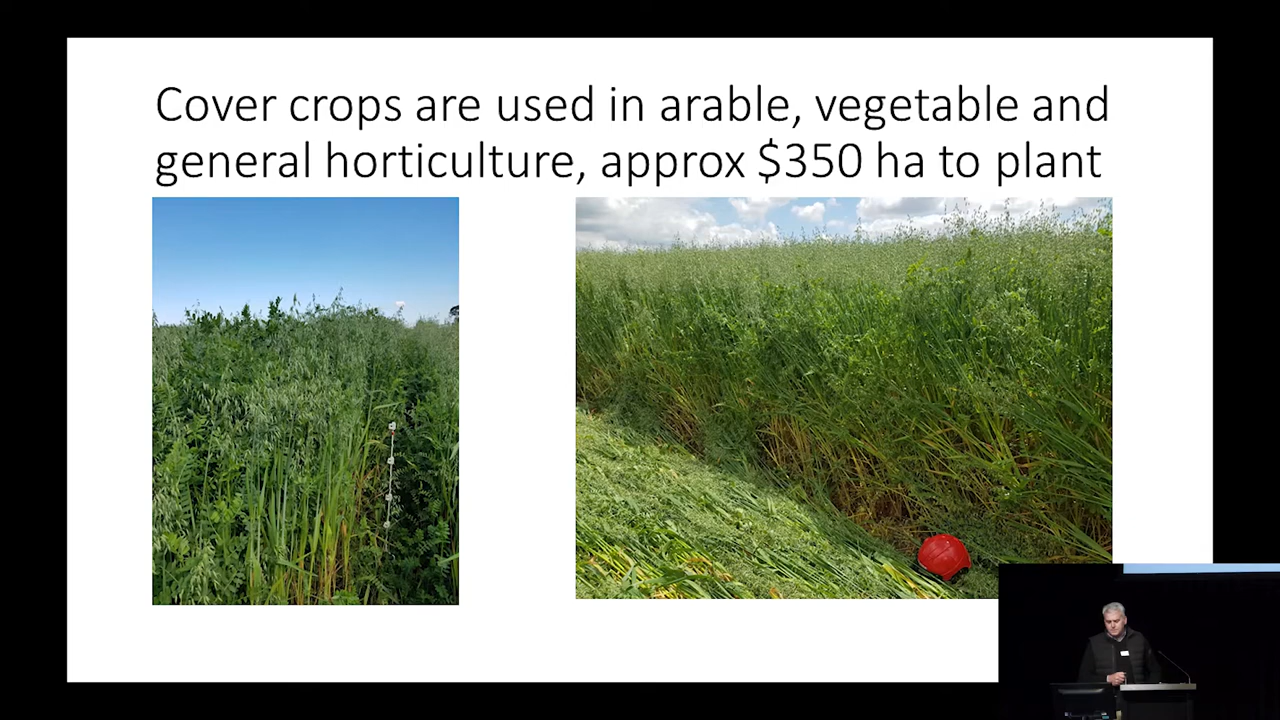 Cover crops are used in arable, vegetable and
general horticulture, approx $350 ha to plant